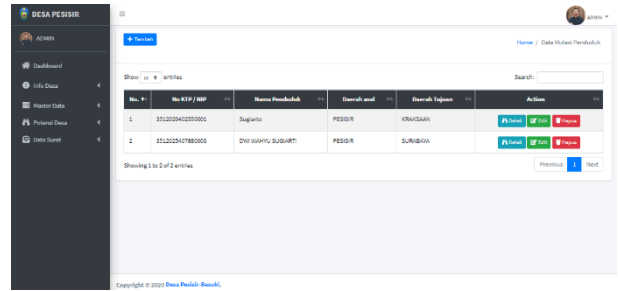 DESA PESISIR
ADMIN
ADMIN
Dashboard
Info Desa
Master Data
Potensi Desa
Data Surat
+ Tambah
Home / Data Mutasi Penduduk
Show 10 entries
Search:
No. No KTP / NIP Nama Penduduk Daerah asal Daerah Tujuan Action
1 Sugiarto PESISIR KRAKSAAN Detail Edit Hapus
2 DWI WAHYU SUGIARTI PESISIR SURABAYA Detail Edit Hapus
Showing 1 to 2 of 2 entries
Previous 1 Next
Copyright © 2020 Desa Pesisir-Besuki.